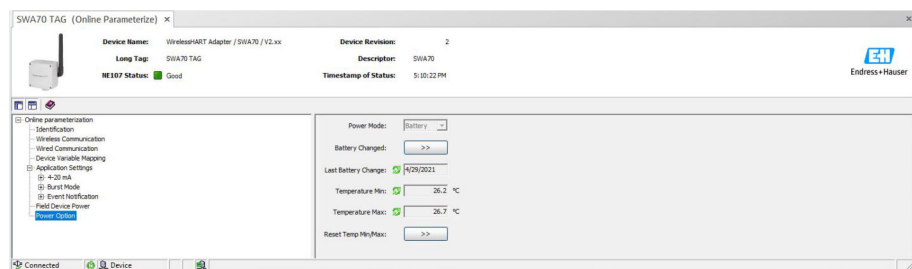 SWA70 TAG (Online Parameterize)
Device Name: WirelessHART Adapter / SWA70 / V2.xx Device Revision: 2
Long Tag: SWA70 TAG Descriptor: SWA70
NE107 Status: Good Timestamp of Status: 5:10:22 PM
EH
Endress+Hauser
Online parameterization
Identification
Wireless Communication
Wired Communication
Device Variable Mapping
Application Settings
4-20 mA
Burst Mode
Event Notification
Field Device Power
Power Option
Power Mode: Battery
Battery Changed: >>
Last Battery Change: 4/29/2021
Temperature Min: 26.2 °C
Temperature Max: 26.7 °C
Reset Temp Min/Max: >>
Connected Device